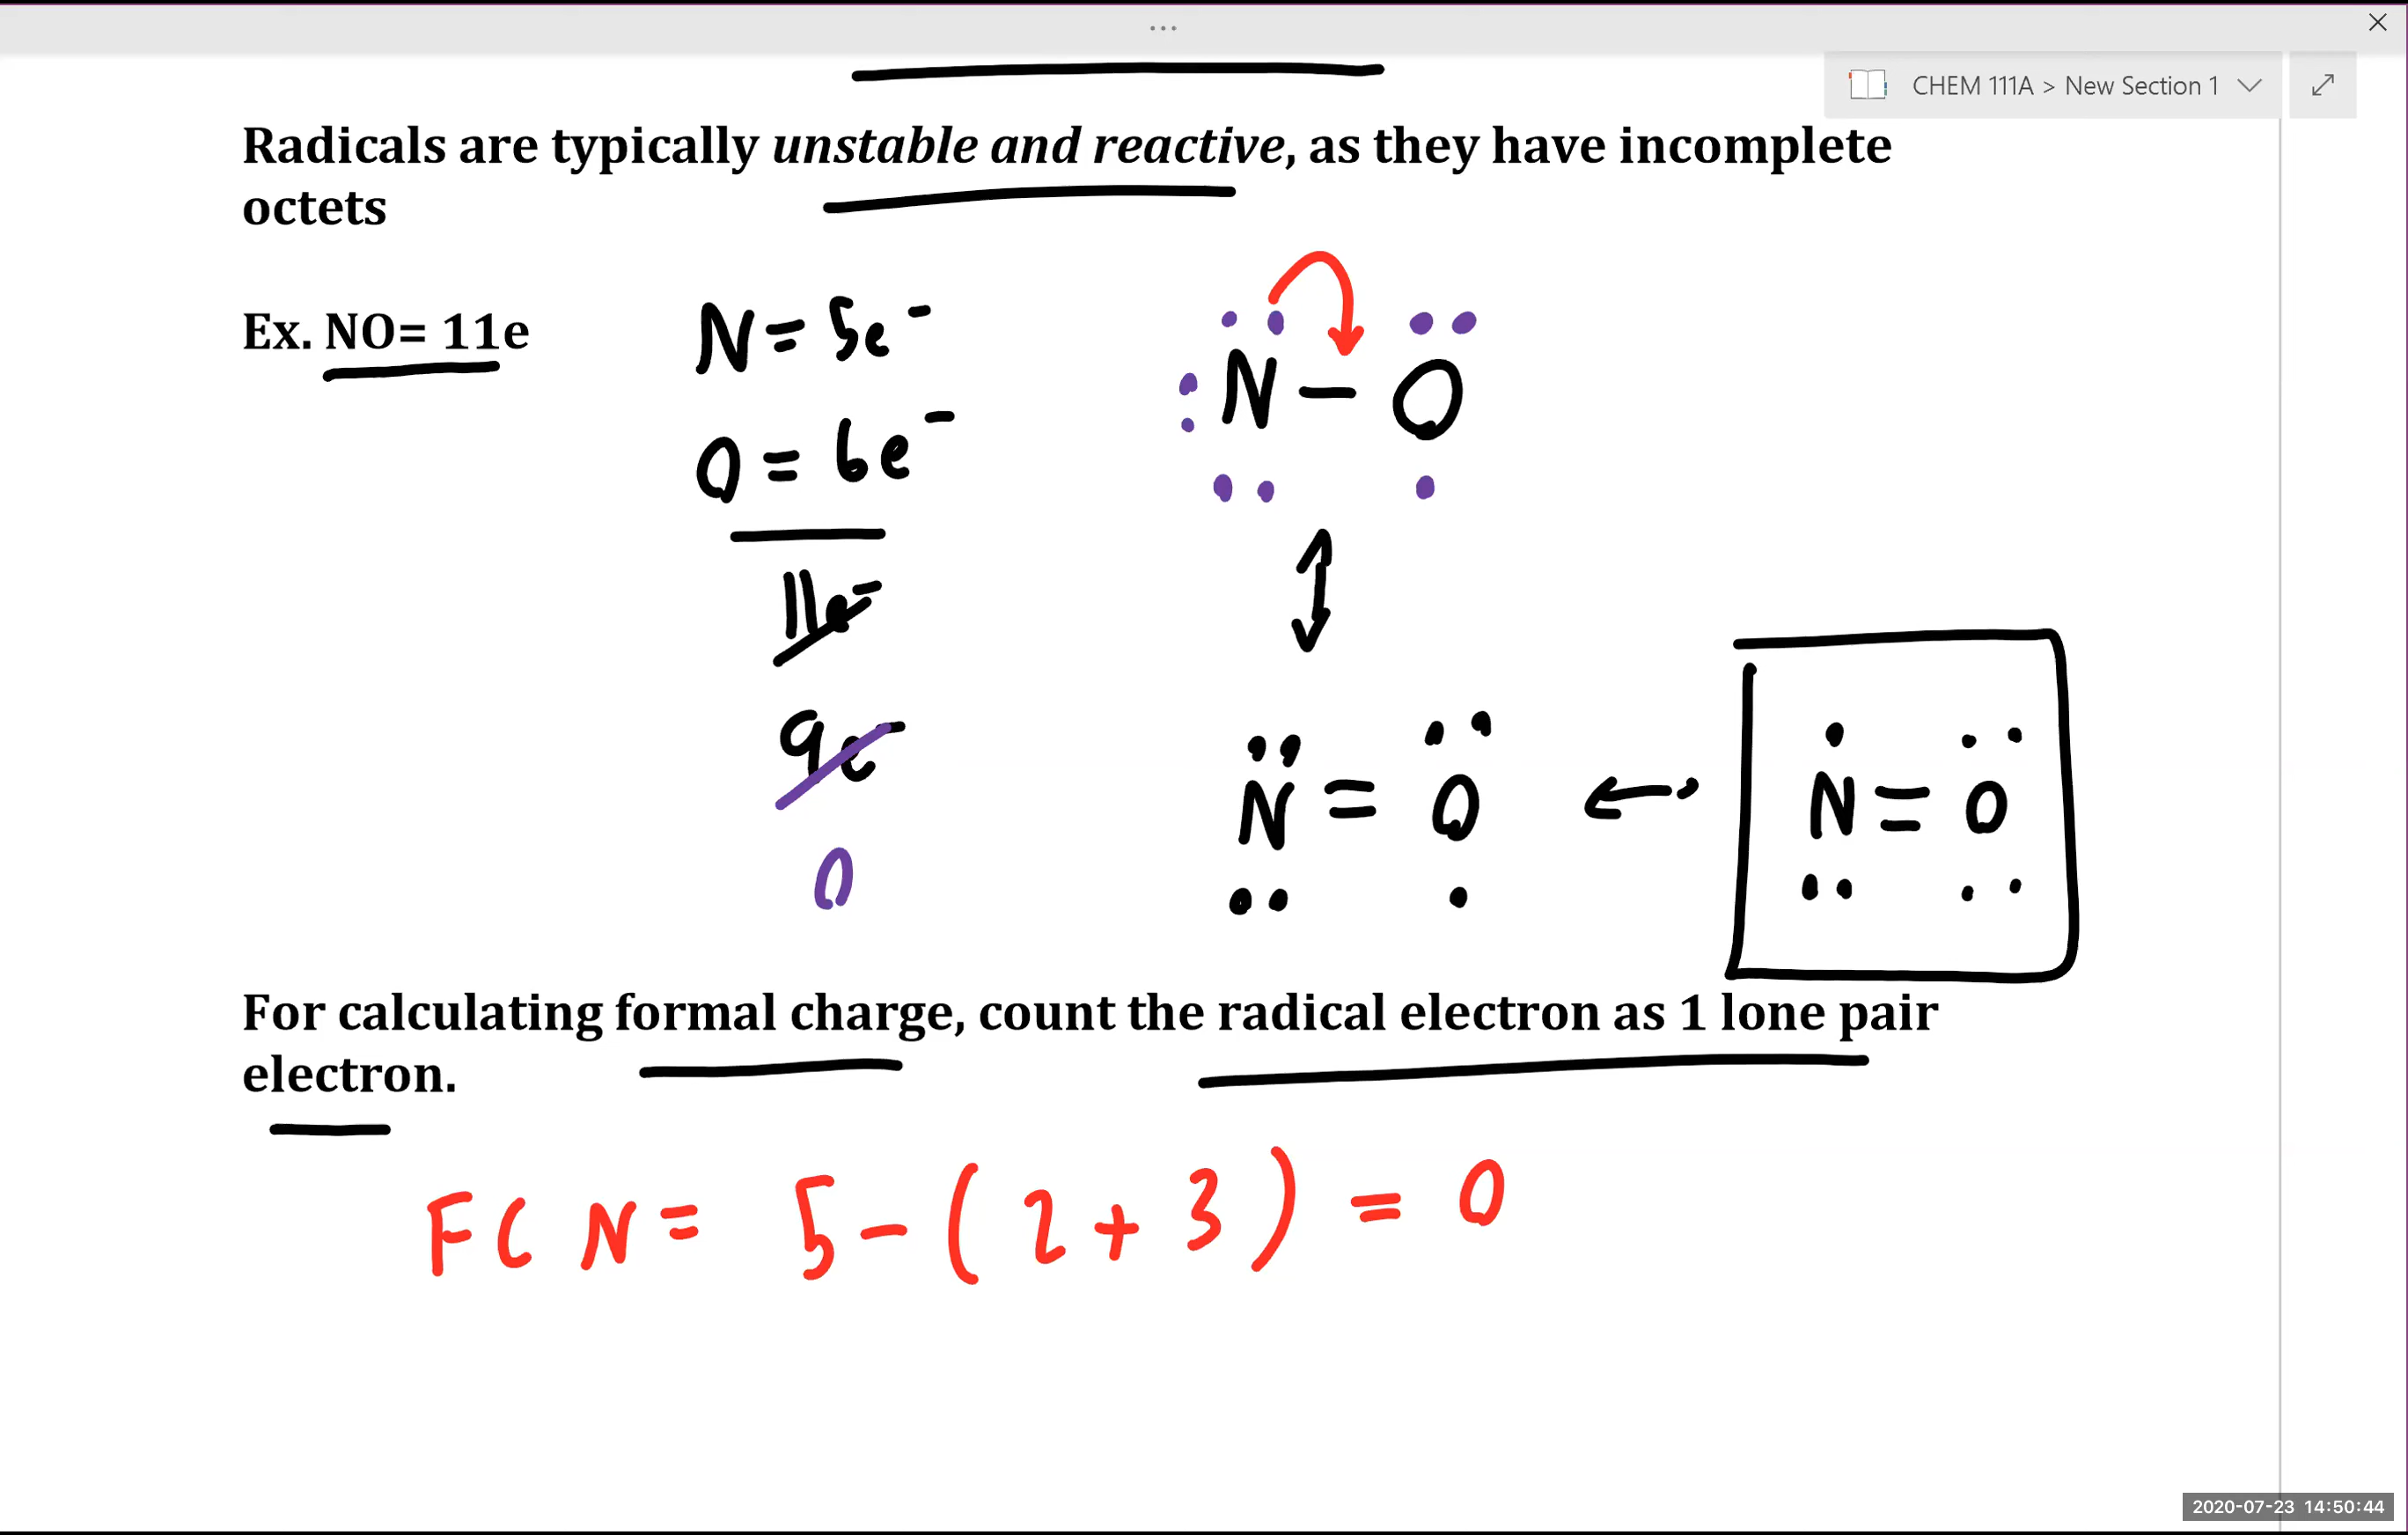 CHEM 111A > New Section 1
Radicals are typically unstable and reactive, as they have incomplete
octets
Ex. NO= 11e
N = 5e⁻
O = 6e⁻
11e⁻
9e⁻
0
N – O
N = O
N = O
For calculating formal charge, count the radical electron as 1 lone pair
electron.
FC N = 5 – ( 2 + 3 ) = 0
2020-07-23 14:50:44